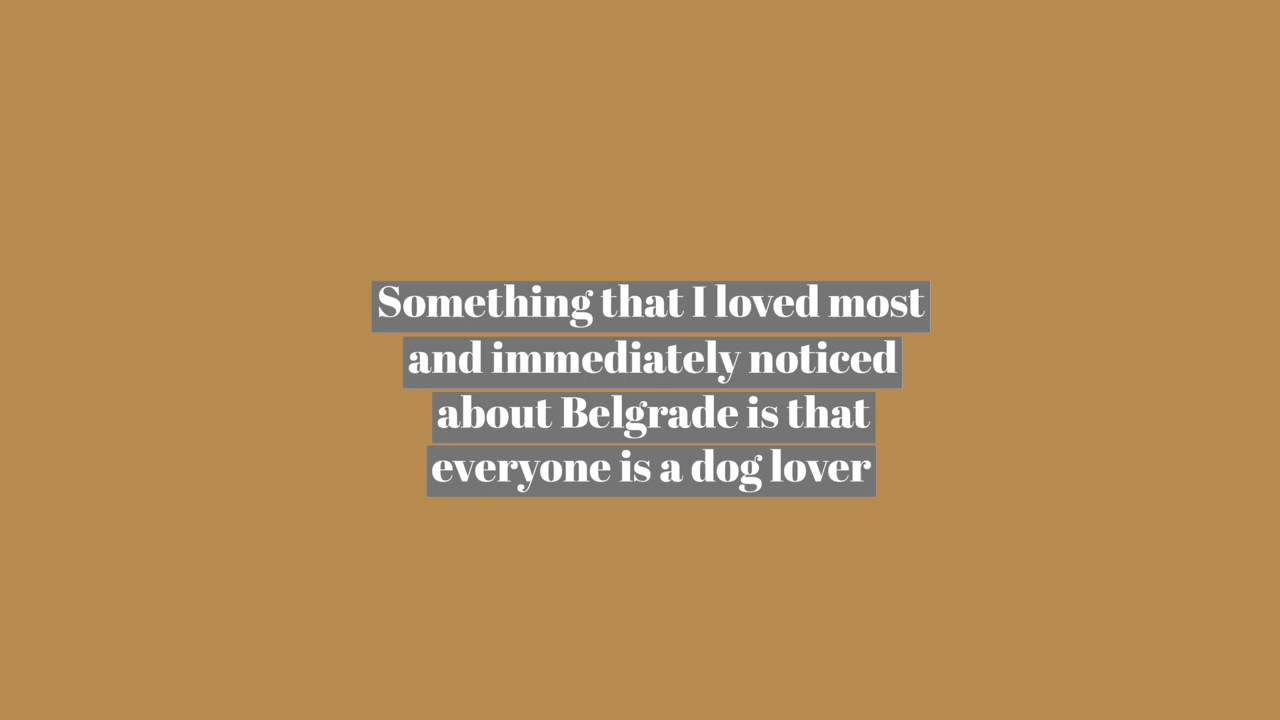 Something that I loved most
and immediately noticed
about Belgrade is that
everyone is a dog lover